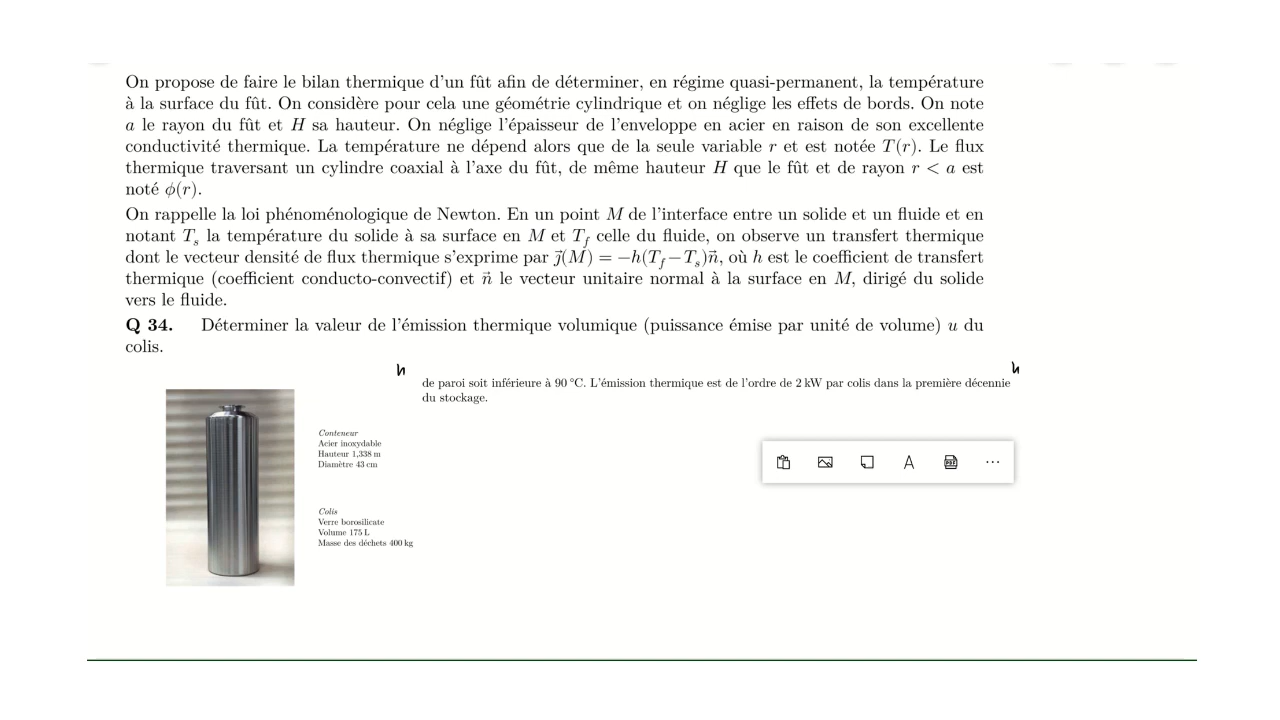 On propose de faire le bilan thermique d'un fût afin de déterminer, en régime quasi-permanent, la température
à la surface du fût. On considère pour cela une géométrie cylindrique et on néglige les effets de bords. On note
a le rayon du fût et H sa hauteur. On néglige l'épaisseur de l'enveloppe en acier en raison de son excellente
conductivité thermique. La température ne dépend alors que de la seule variable r et est notée T(r). Le flux
thermique traversant un cylindre coaxial à l'axe du fût, de même hauteur H que le fût et de rayon r < a est
noté ϕ(r).
On rappelle la loi phénoménologique de Newton. En un point M de l'interface entre un solide et un fluide et en
notant T_s la température du solide à sa surface en M et T_f celle du fluide, on observe un transfert thermique
dont le vecteur densité de flux thermique s'exprime par ȷ⃗(M) = −h(T_f − T_s)n⃗, où h est le coefficient de transfert
thermique (coefficient conducto-convectif) et n⃗ le vecteur unitaire normal à la surface en M, dirigé du solide
vers le fluide.
Q 34. Déterminer la valeur de l'émission thermique volumique (puissance émise par unité de volume) u du
colis.
de paroi soit inférieure à 90 °C. L'émission thermique est de l'ordre de 2 kW par colis dans la première décennie
du stockage.
Conteneur
Acier inoxydable
Hauteur 1,338 m
Diamètre 43 cm
Colis
Verre borosilicate
Volume 175 L
Masse des déchets 400 kg